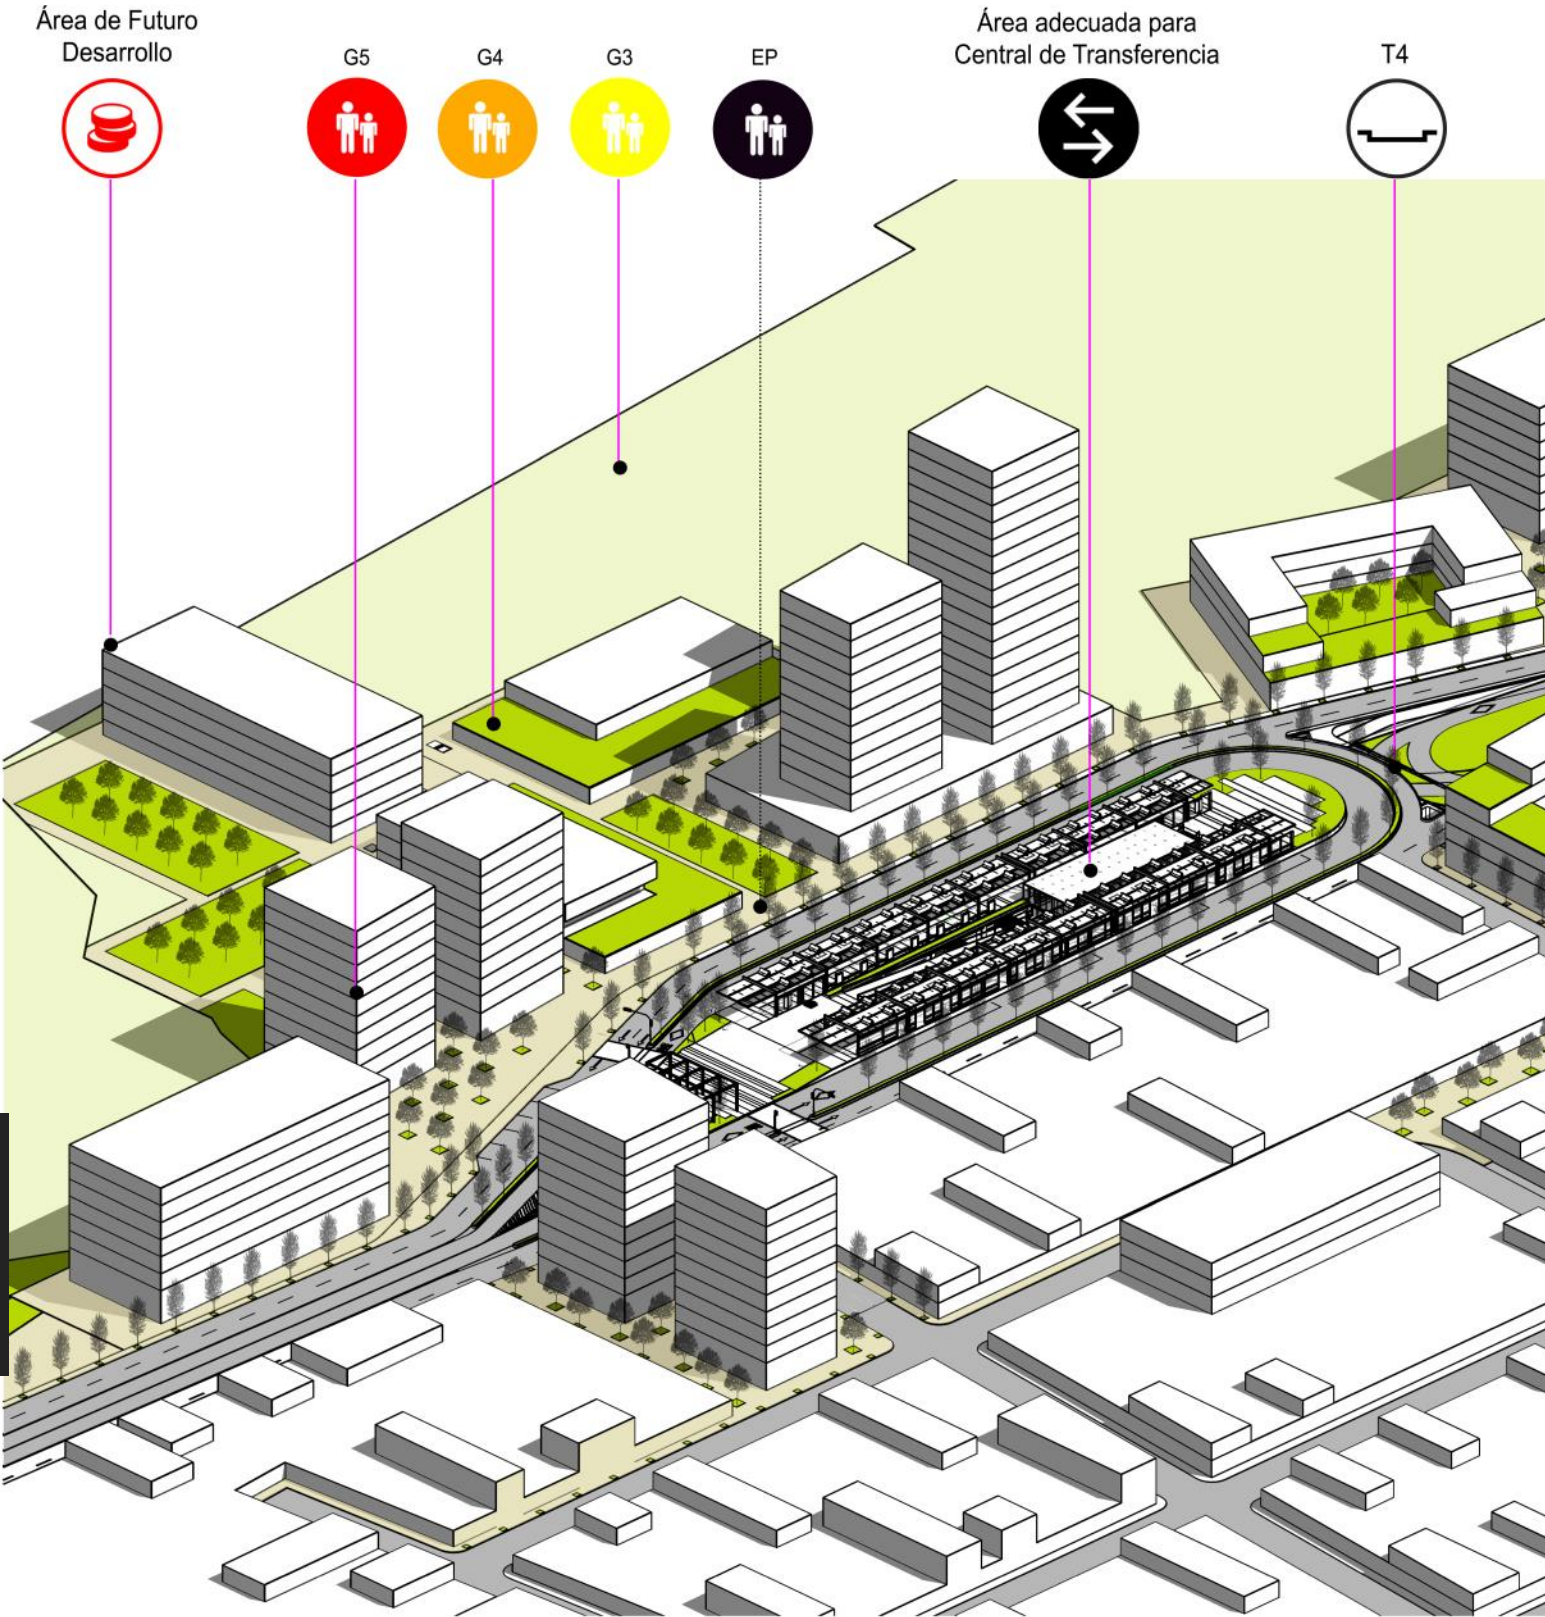 Área de Futuro
Desarrollo
G5
G4
G3
EP
Área adecuada para
Central de Transferencia
T4